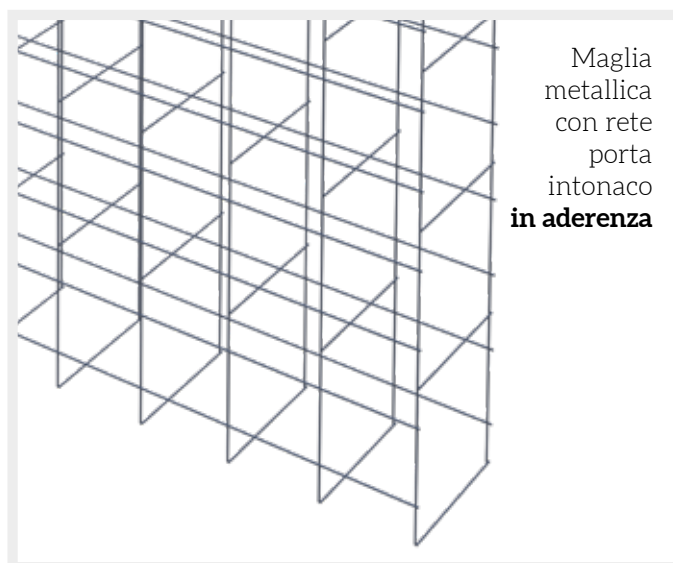 Maglia
metallica
con rete
porta
intonaco
in aderenza